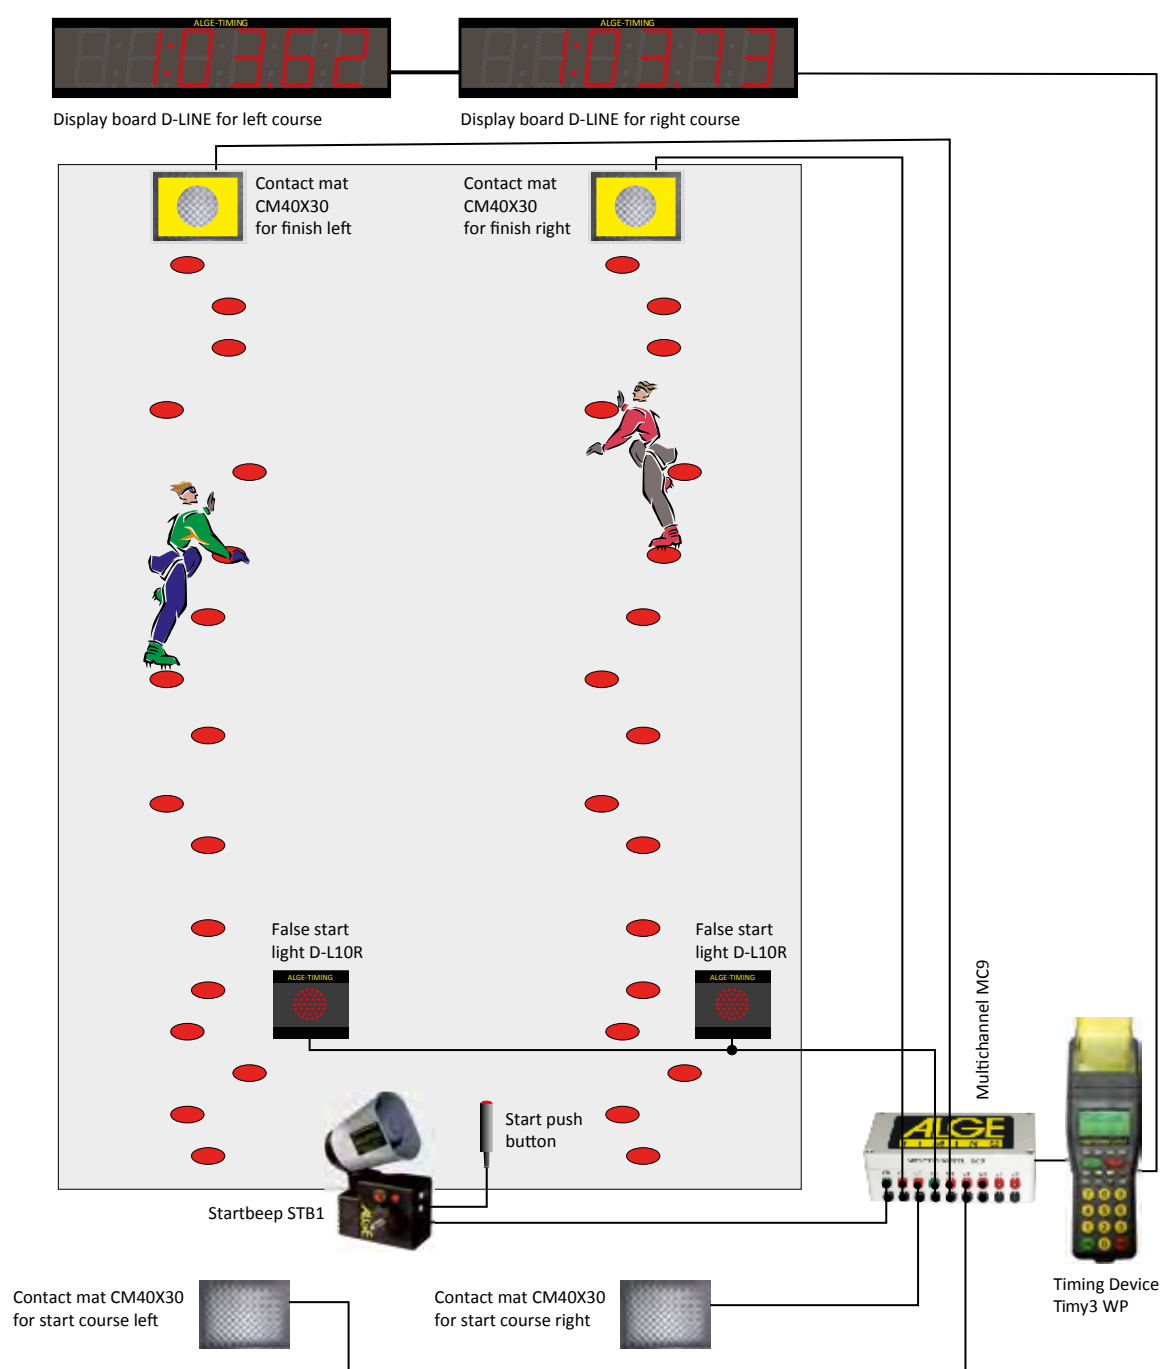 ALGE-TIMING
ALGE-TIMING
1:03.62
1:03.73
Display board D-LINE for left course
Display board D-LINE for right course
Contact mat
CM40X30
for finish left
Contact mat
CM40X30
for finish right
False start
light D-L10R
False start
light D-L10R
ALGE-TIMING
ALGE-TIMING
Multichannel MC9
Start push
button
ALGE
TIMING
Startbeep STB1
ALGE
Contact mat CM40X30
for start course left
Contact mat CM40X30
for start course right
Timing Device
Timy3 WP